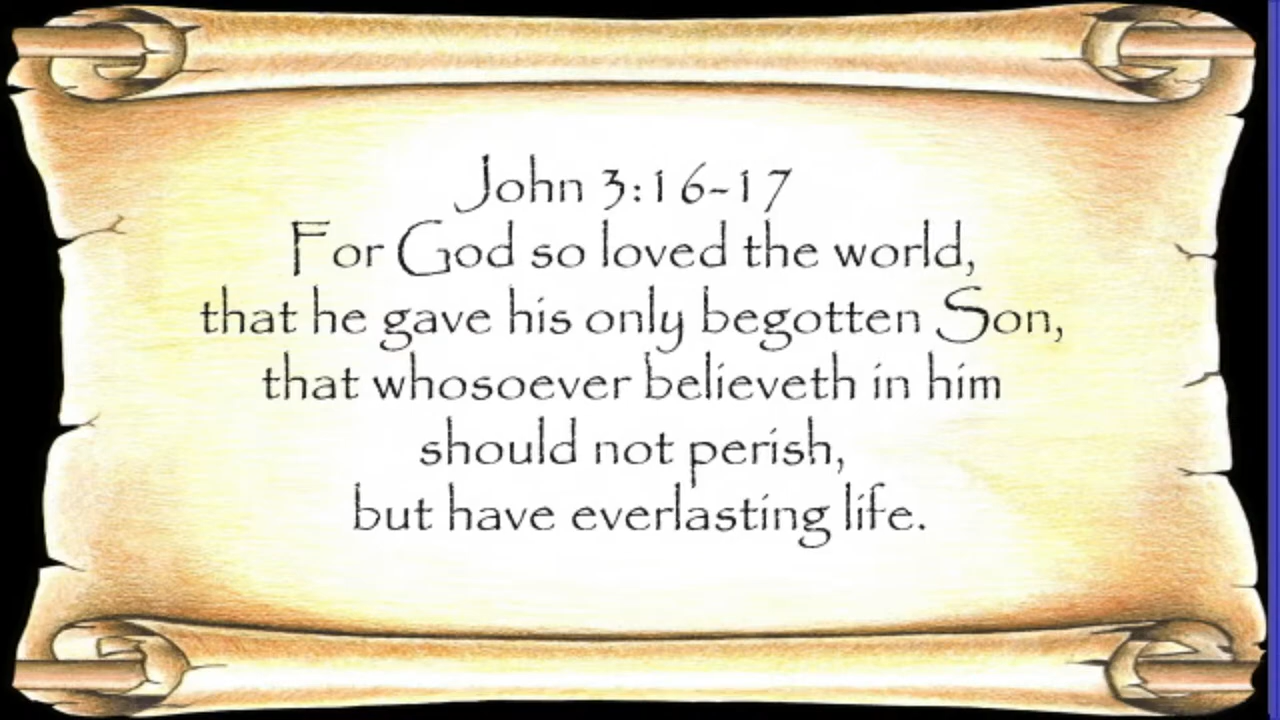 John 3:16-17
For God so loved the world,
that he gave his only begotten Son,
that whosoever believeth in him
should not perish,
but have everlasting life.